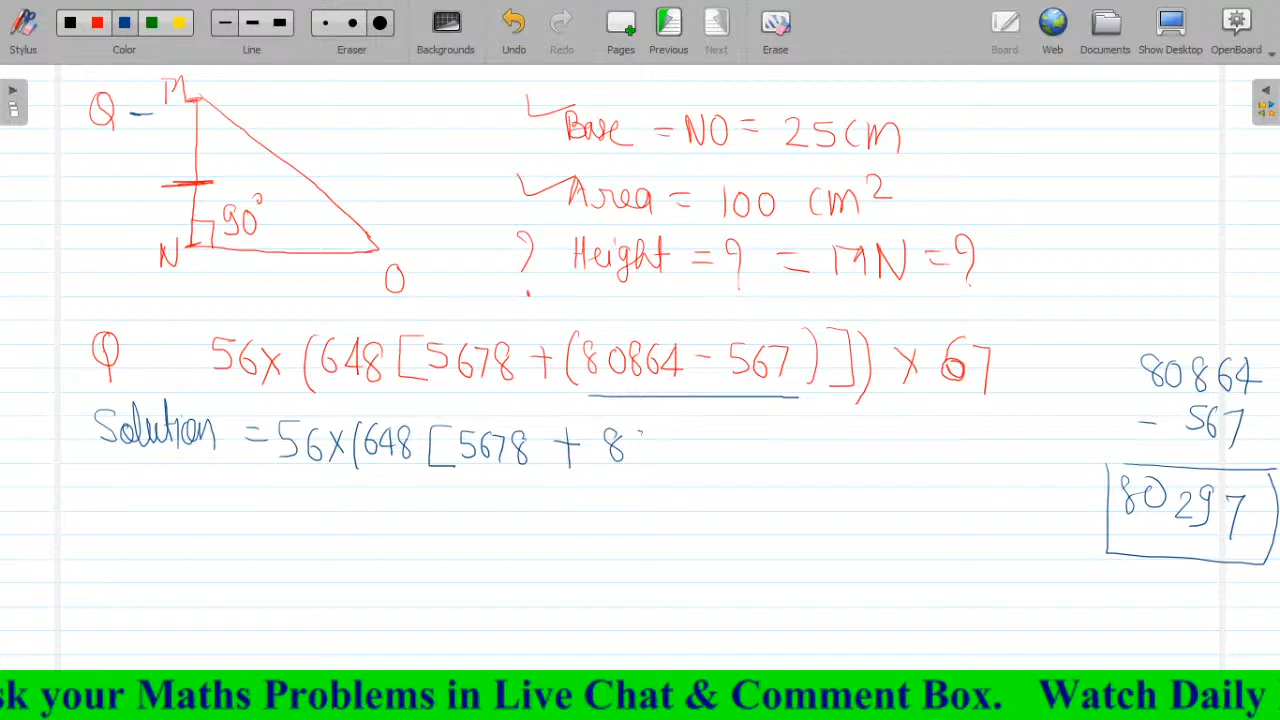 Stylus Color Line Eraser Backgrounds Undo Redo Pages Previous Next Erase Board Web Documents Show Desktop OpenBoard
Q - M
N
O
90°
Base = NO = 25 cm
Area = 100 cm²
? Height = ? = MN = ?
Q 56 × (648 [5678 + (80864 - 567)]) × 67
Solution = 56 × (648 [5678 + 8
80864
- 567
80297
sk your Maths Problems in Live Chat & Comment Box. Watch Daily